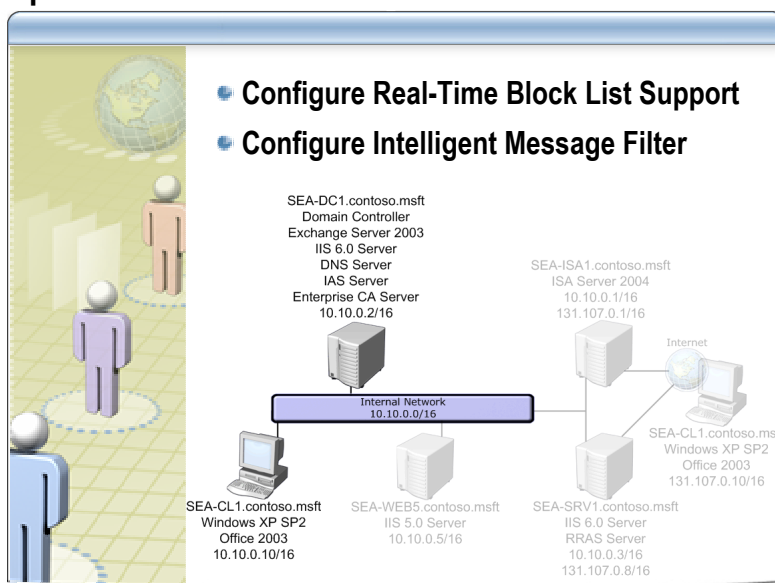 Configure Real-Time Block List Support
Configure Intelligent Message Filter
SEA-DC1.contoso.msft
Domain Controller
Exchange Server 2003
IIS 6.0 Server
DNS Server
IAS Server
Enterprise CA Server
10.10.0.2/16
SEA-ISA1.contoso.msft
ISA Server 2004
10.10.0.1/16
131.107.0.1/16
Internet
Internal Network
10.10.0.0/16
SEA-CL1.contoso.ms
Windows XP SP2
Office 2003
131.107.0.10/16
SEA-CL1.contoso.msft
Windows XP SP2
Office 2003
10.10.0.10/16
SEA-WEB5.contoso.msft
IIS 5.0 Server
10.10.0.5/16
SEA-SRV1.contoso.msft
IIS 6.0 Server
RRAS Server
10.10.0.3/16
131.107.0.8/16